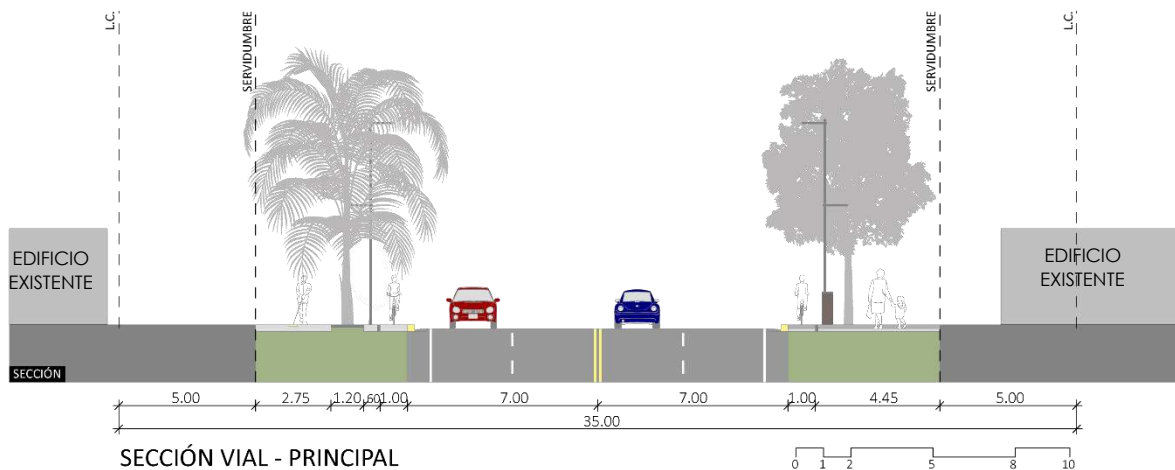 L.C.
SERVIDUMBRE
SERVIDUMBRE
L.C.
EDIFICIO
EXISTENTE
EDIFICIO
EXISTENTE
SECCIÓN
5.00 2.75 1.20 .60 1.00 7.00 7.00 1.00 4.45 5.00
35.00
SECCIÓN VIAL - PRINCIPAL
0 1 2 5 8 10